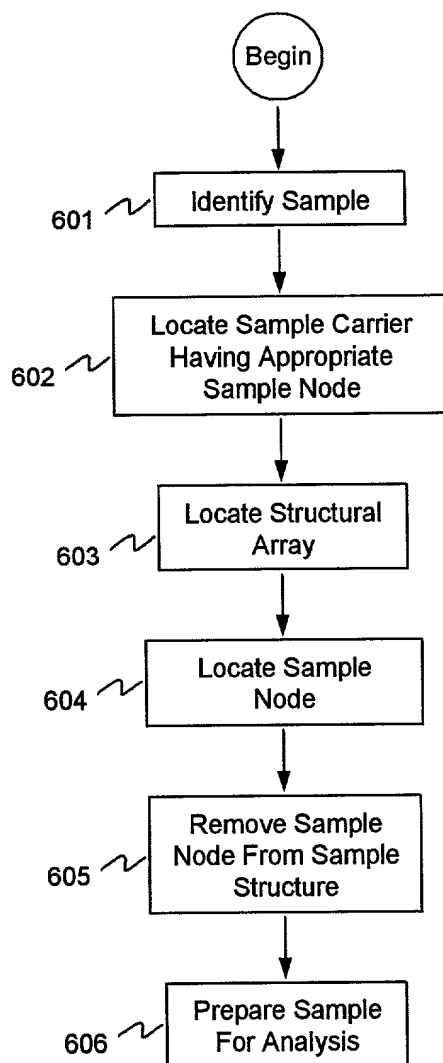 Begin
601
Identify Sample
602
Locate Sample Carrier
Having Appropriate
Sample Node
603
Locate Structural
Array
604
Locate Sample
Node
605
Remove Sample
Node From Sample
Structure
606
Prepare Sample
For Analysis